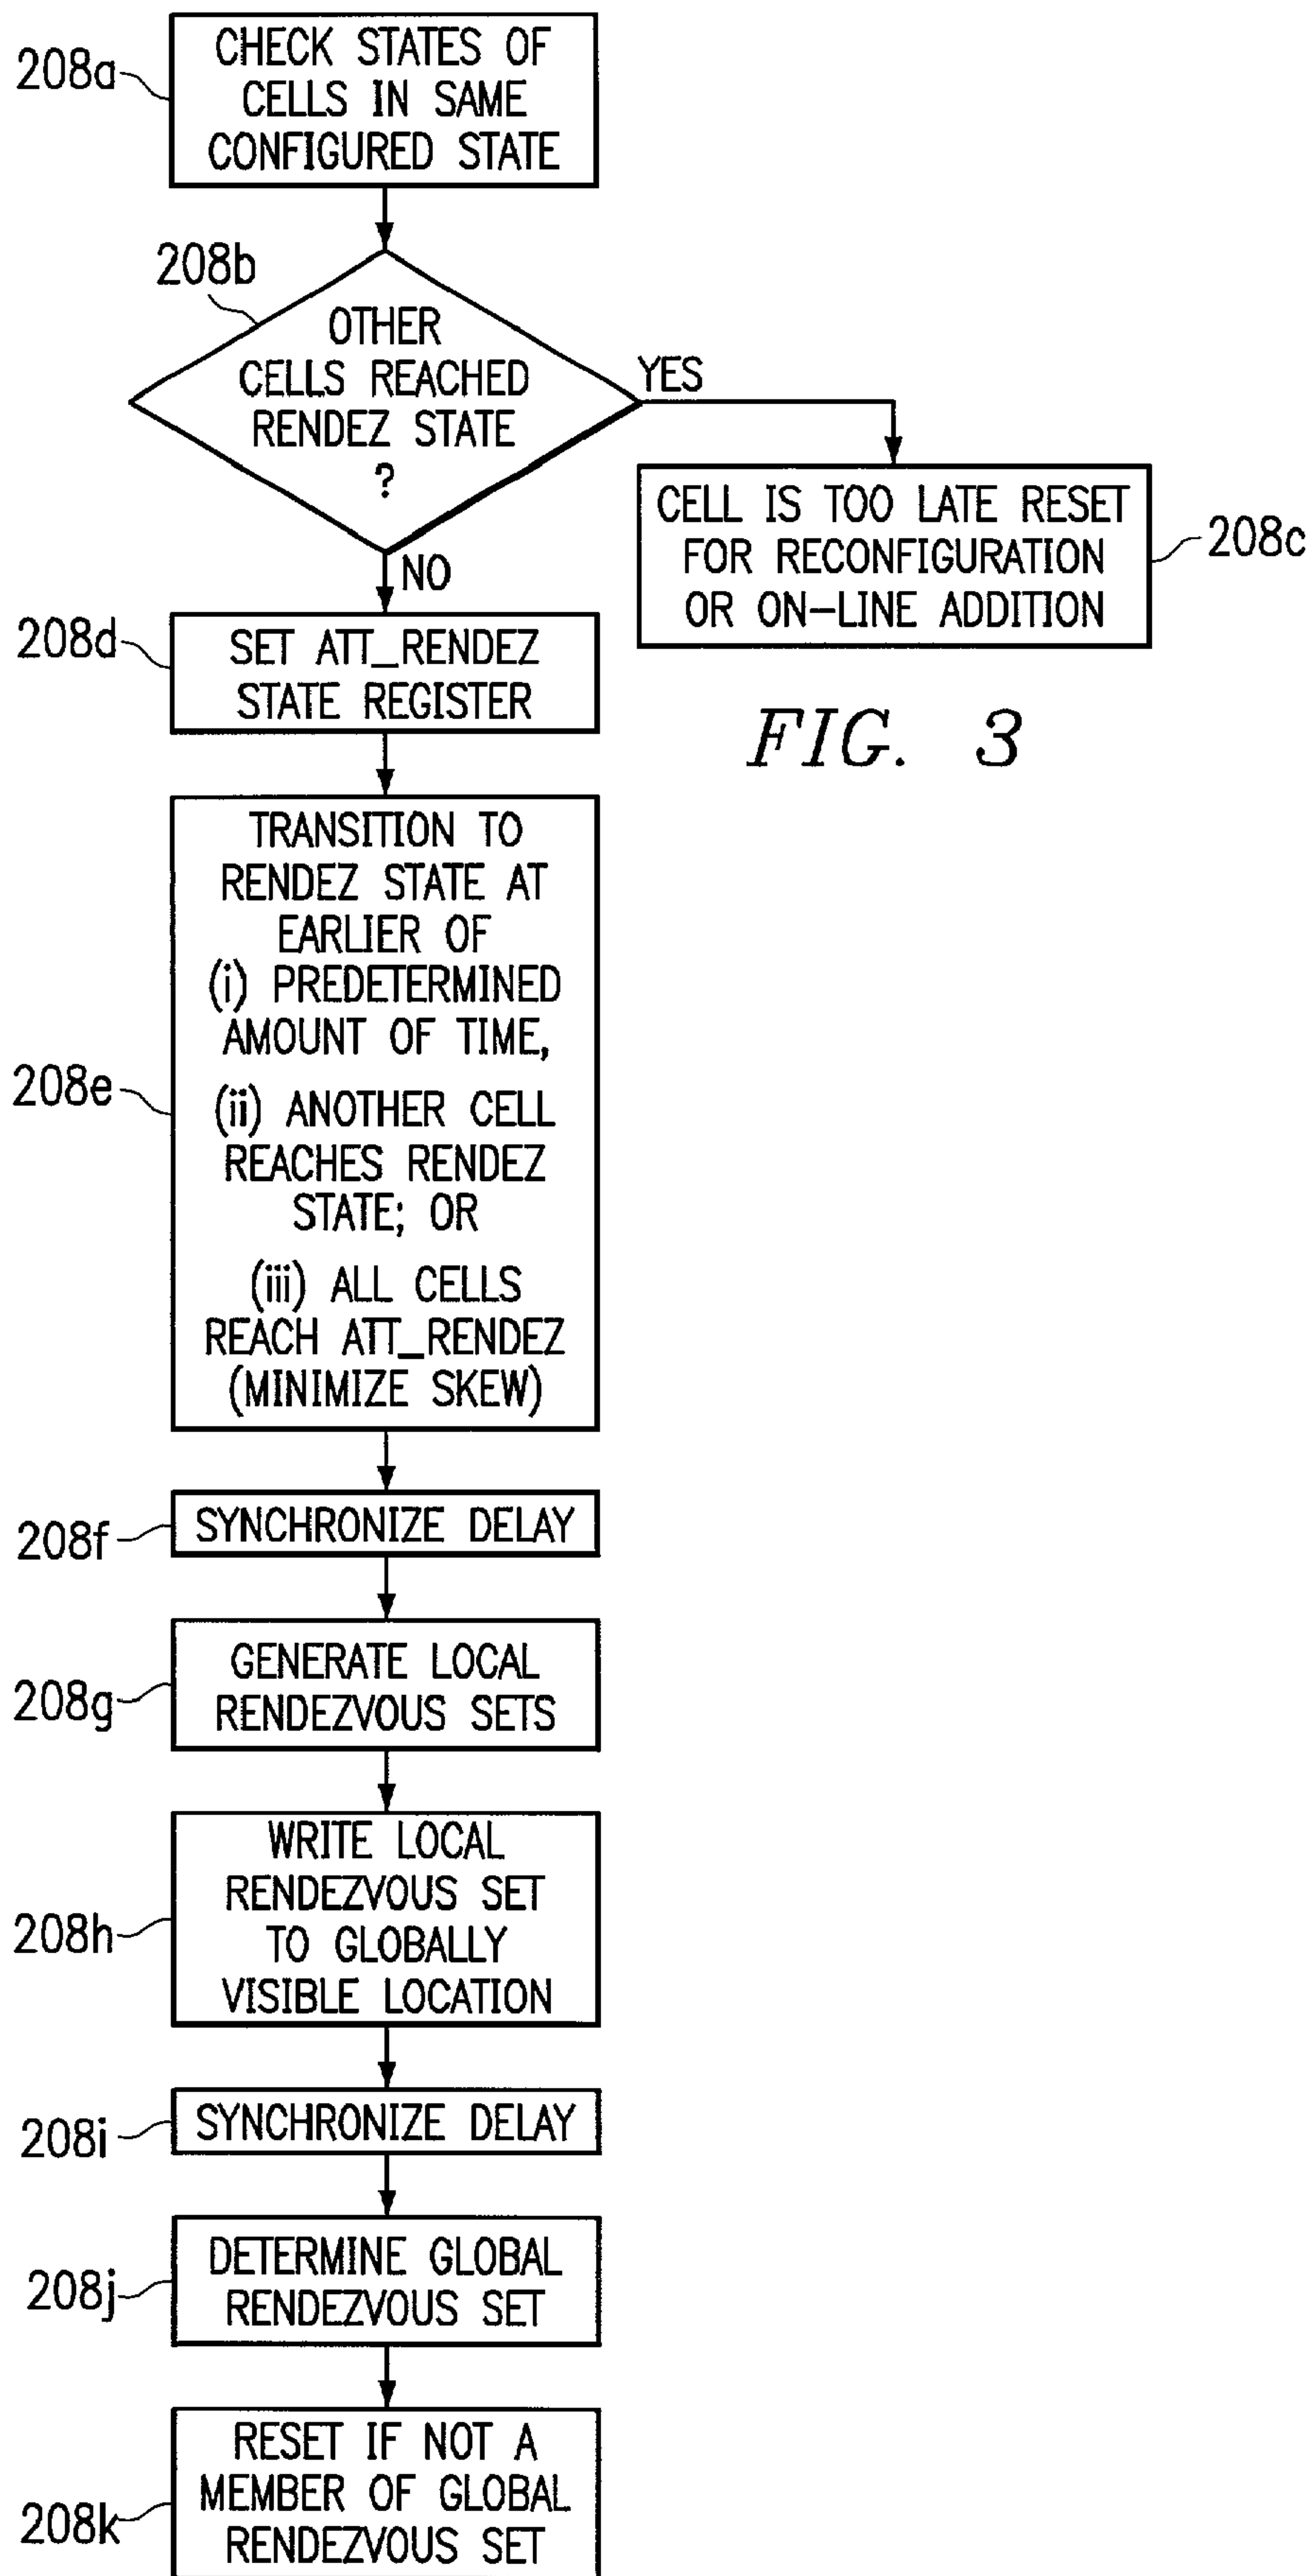 208a
CHECK STATES OF
CELLS IN SAME
CONFIGURED STATE
208b
OTHER
CELLS REACHED
RENDEZ STATE
?
YES
NO
CELL IS TOO LATE RESET
FOR RECONFIGURATION
OR ON-LINE ADDITION
208c
208d
SET ATT_RENDEZ
STATE REGISTER
FIG. 3
208e
TRANSITION TO
RENDEZ STATE AT
EARLIER OF
(i) PREDETERMINED
AMOUNT OF TIME,
(ii) ANOTHER CELL
REACHES RENDEZ
STATE; OR
(iii) ALL CELLS
REACH ATT_RENDEZ
(MINIMIZE SKEW)
208f
SYNCHRONIZE DELAY
208g
GENERATE LOCAL
RENDEZVOUS SETS
208h
WRITE LOCAL
RENDEZVOUS SET
TO GLOBALLY
VISIBLE LOCATION
208i
SYNCHRONIZE DELAY
208j
DETERMINE GLOBAL
RENDEZVOUS SET
208k
RESET IF NOT A
MEMBER OF GLOBAL
RENDEZVOUS SET